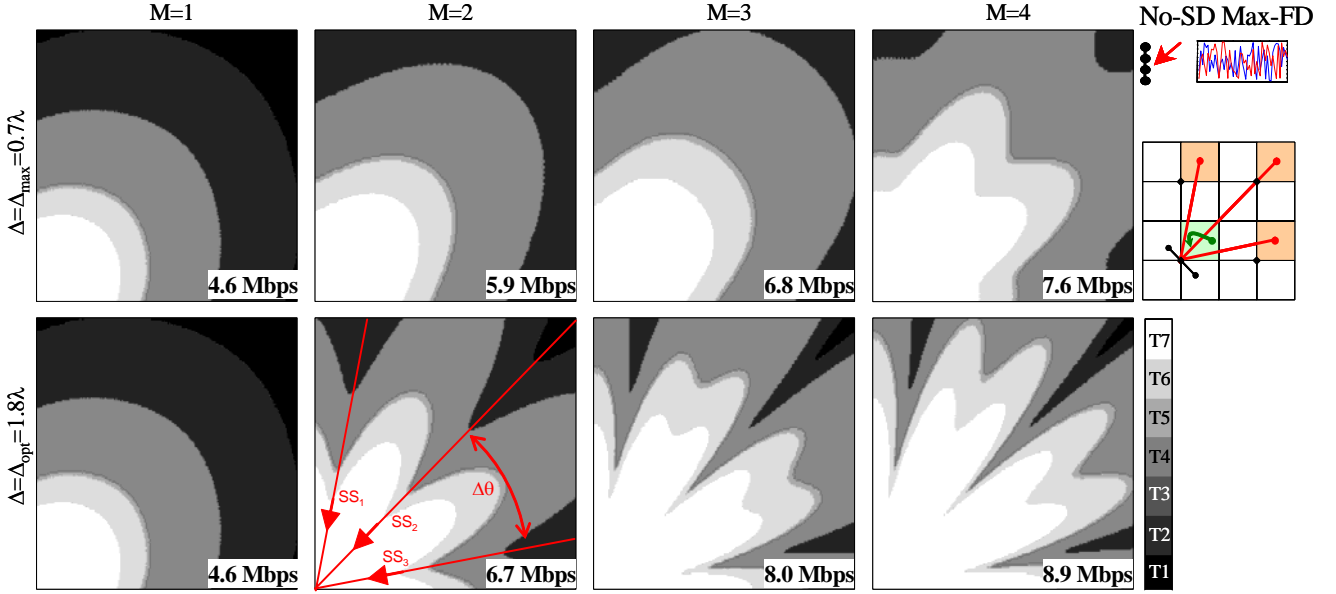 M=1 M=2 M=3 M=4 No-SD Max-FD
Δ=Δmax=0.7λ
4.6 Mbps 5.9 Mbps 6.8 Mbps 7.6 Mbps
Δ=Δopt=1.8λ
SS1
SS2
SS3
Δθ
4.6 Mbps 6.7 Mbps 8.0 Mbps 8.9 Mbps
T7
T6
T5
T4
T3
T2
T1